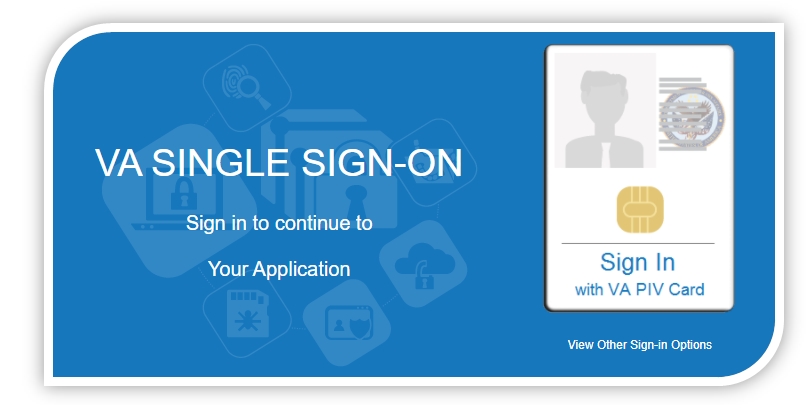 VA SINGLE SIGN-ON
Sign in to continue to
Your Application
Sign In
with VA PIV Card
View Other Sign-in Options